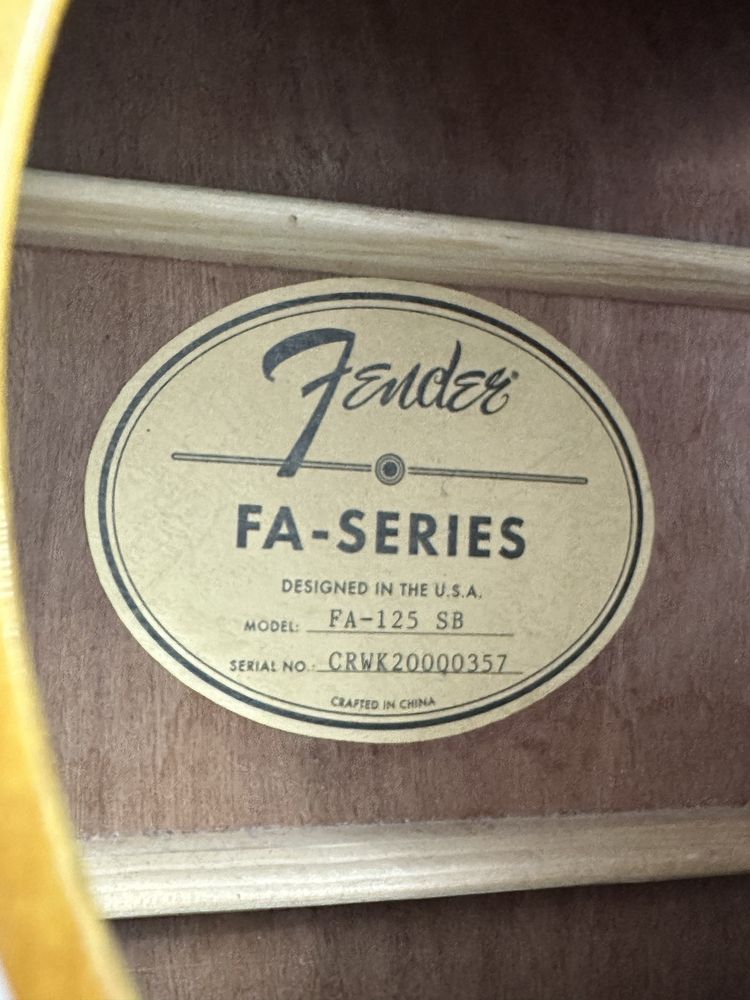 Fender®
FA-SERIES
DESIGNED IN THE U.S.A.
MODEL: FA-125 SB
SERIAL NO.: CRWK20000357
CRAFTED IN CHINA